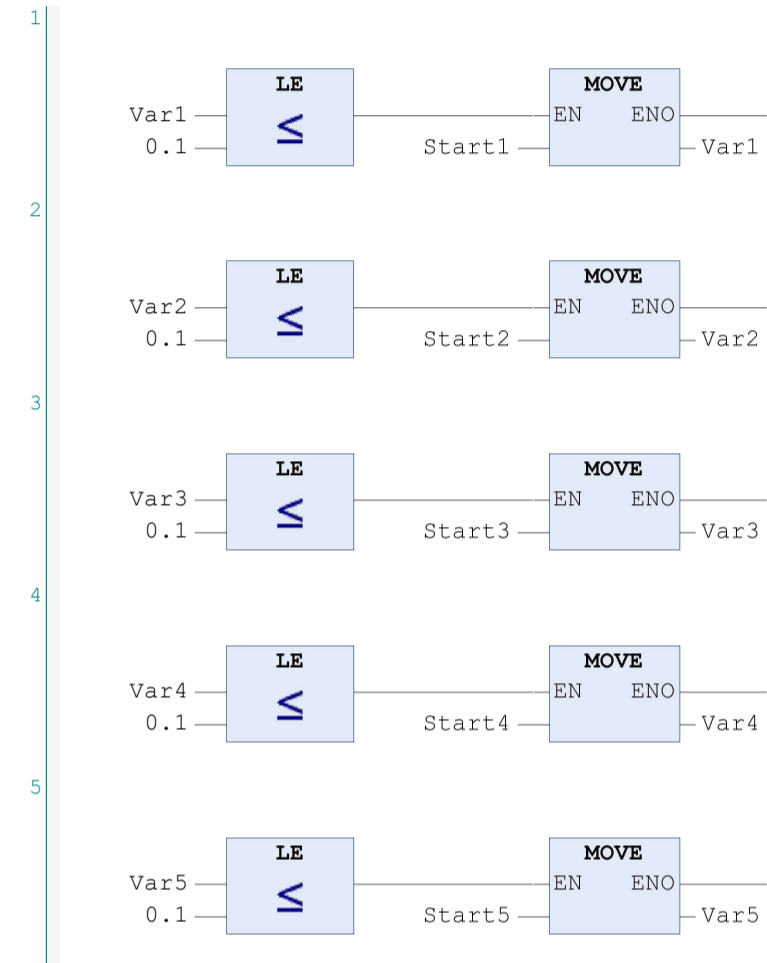 1
LE MOVE
Var1 ≤ EN ENO
0.1 Start1 Var1
2
LE MOVE
Var2 ≤ EN ENO
0.1 Start2 Var2
3
LE MOVE
Var3 ≤ EN ENO
0.1 Start3 Var3
4
LE MOVE
Var4 ≤ EN ENO
0.1 Start4 Var4
5
LE MOVE
Var5 ≤ EN ENO
0.1 Start5 Var5